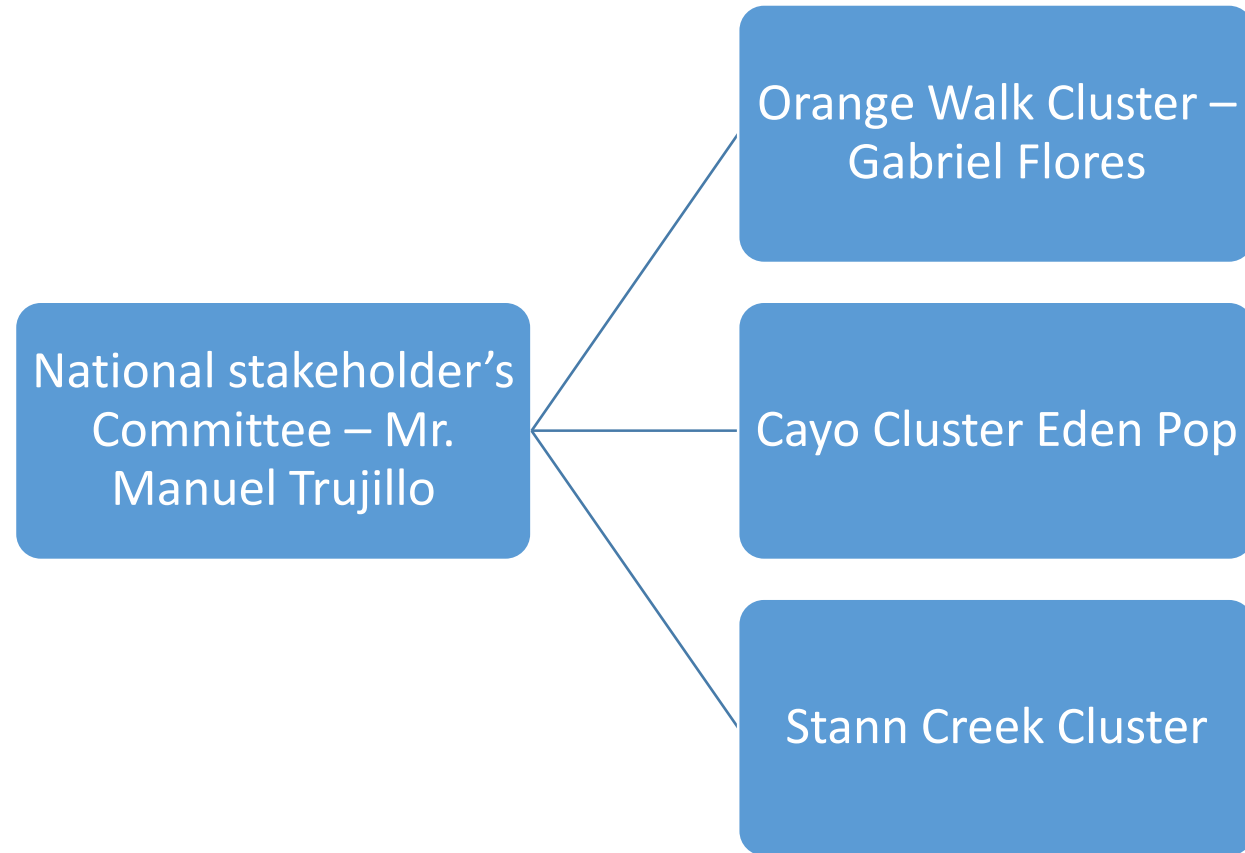 National stakeholder’s
Committee – Mr.
Manuel Trujillo
Orange Walk Cluster –
Gabriel Flores
Cayo Cluster Eden Pop
Stann Creek Cluster